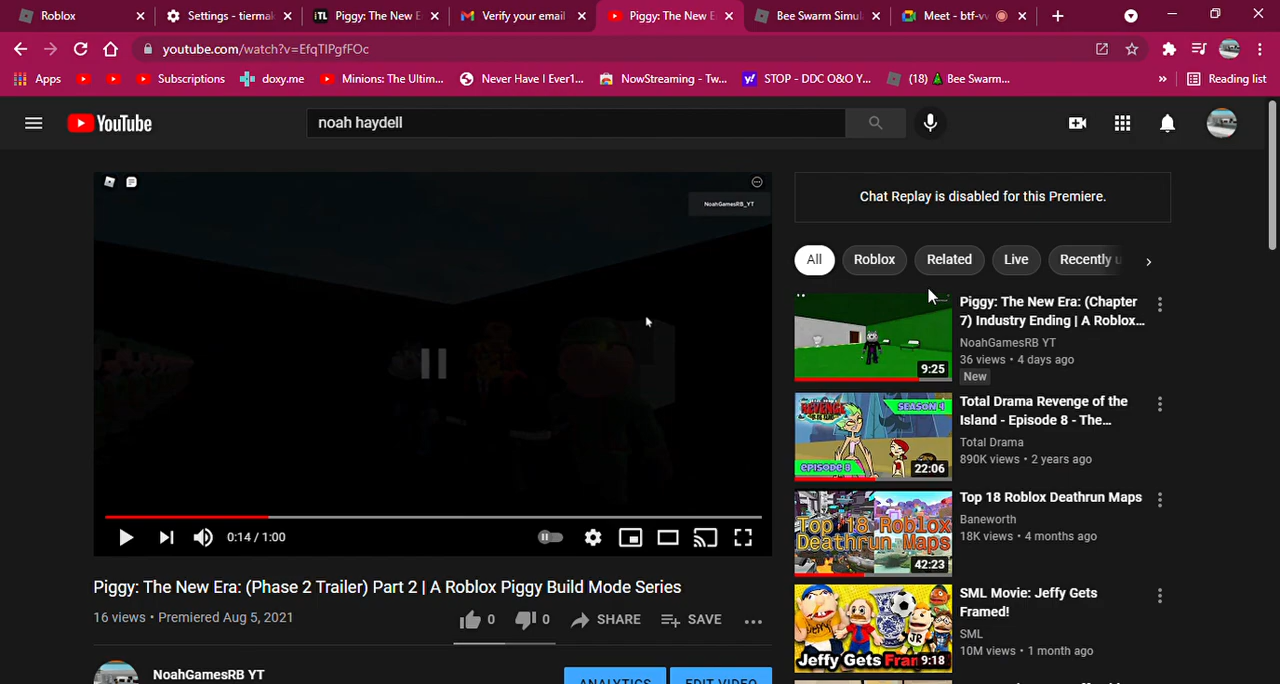 Roblox
Settings - tiermak
Piggy: The New E
Verify your email
Piggy: The New E
Bee Swarm Simul
Meet - btf-vv
youtube.com/watch?v=EfqTIPgfFOc
Apps
Subscriptions
doxy.me
Minions: The Ultim...
Never Have I Ever1...
NowStreaming - Tw...
STOP - DDC O&O Y...
(18) Bee Swarm...
»
Reading list
YouTube
noah haydell
NoahGamesRB_YT
Chat Replay is disabled for this Premiere.
All
Roblox
Related
Live
Recently u
Piggy: The New Era: (Chapter
7) Industry Ending | A Roblox...
NoahGamesRB YT
36 views • 4 days ago
New
9:25
Total Drama Revenge of the
Island - Episode 8 - The...
Total Drama
890K views • 2 years ago
REVENGE
SEASON 4
EPISODE 8
22:06
Top 18 Roblox Deathrun Maps
Baneworth
18K views • 4 months ago
Top 18 Roblox
Deathrun Maps
42:23
SML Movie: Jeffy Gets
Framed!
SML
10M views • 1 month ago
JR
Jeffy Gets Fram
9:18
0:14 / 1:00
Piggy: The New Era: (Phase 2 Trailer) Part 2 | A Roblox Piggy Build Mode Series
16 views • Premiered Aug 5, 2021
0
0
SHARE
SAVE
NoahGamesRB YT
ANALYTICS
EDIT VIDEO